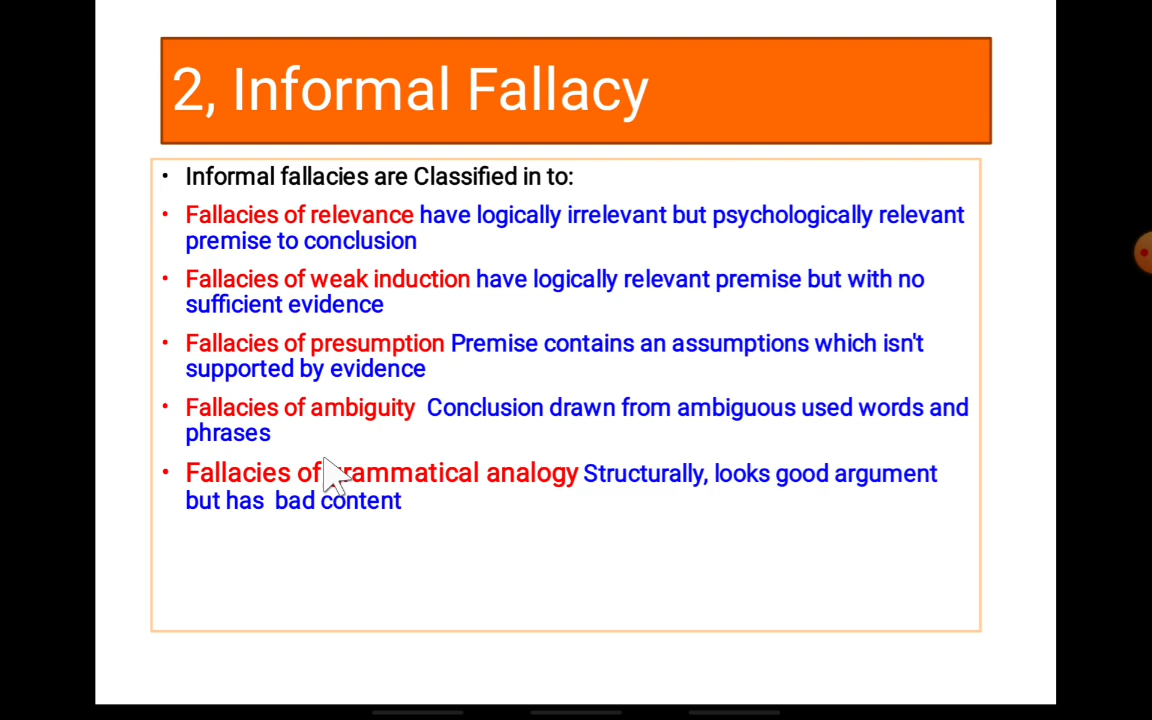 2, Informal Fallacy
• Informal fallacies are Classified in to:
• Fallacies of relevance have logically irrelevant but psychologically relevant
premise to conclusion
• Fallacies of weak induction have logically relevant premise but with no
sufficient evidence
• Fallacies of presumption Premise contains an assumptions which isn't
supported by evidence
• Fallacies of ambiguity Conclusion drawn from ambiguous used words and
phrases
• Fallacies of grammatical analogy Structurally, looks good argument
but has bad content